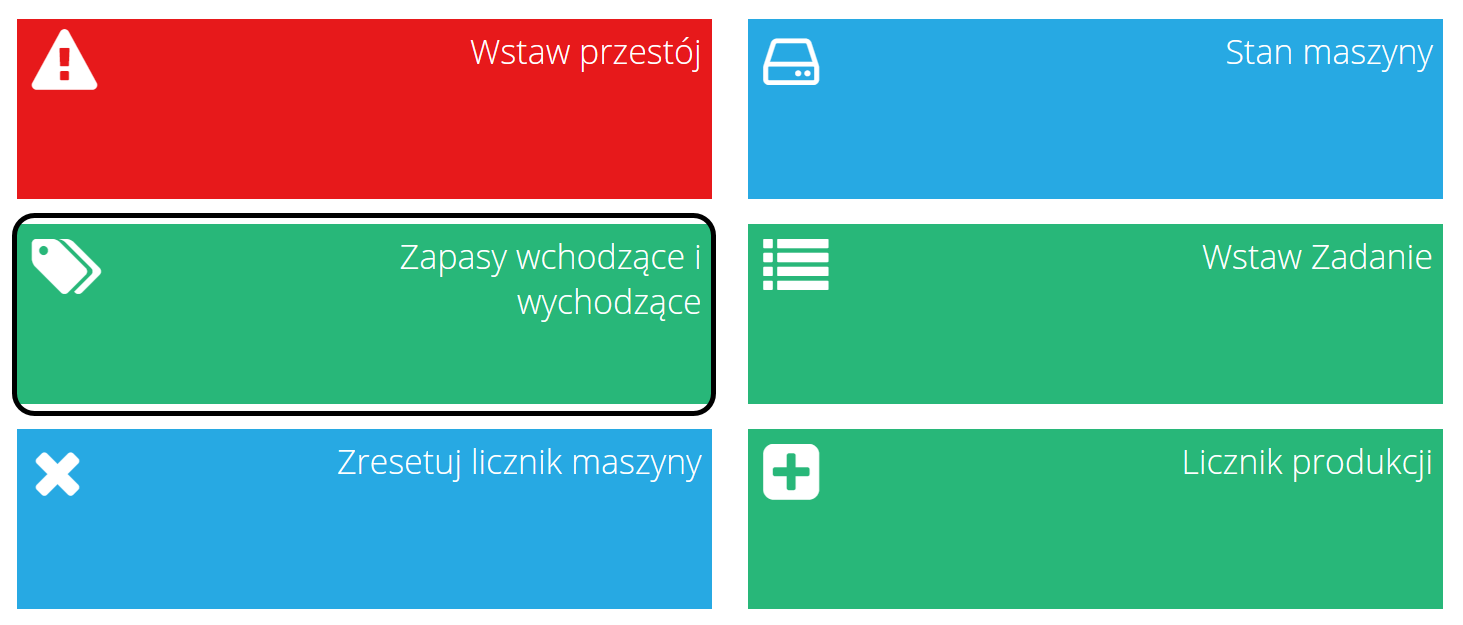 Wstaw przestój
Stan maszyny
Zapasy wchodzące i
wychodzące
Wstaw Zadanie
Zresetuj licznik maszyny
Licznik produkcji